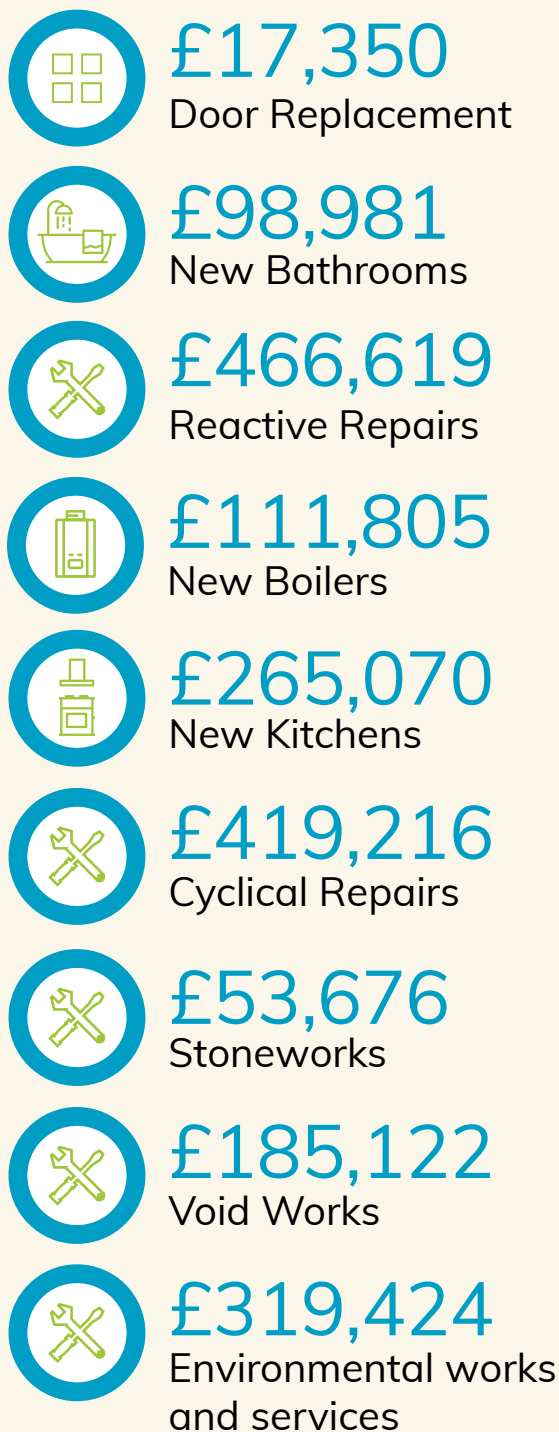 £17,350
Door Replacement
£98,981
New Bathrooms
£466,619
Reactive Repairs
£111,805
New Boilers
£265,070
New Kitchens
£419,216
Cyclical Repairs
£53,676
Stoneworks
£185,122
Void Works
£319,424
Environmental works
and services